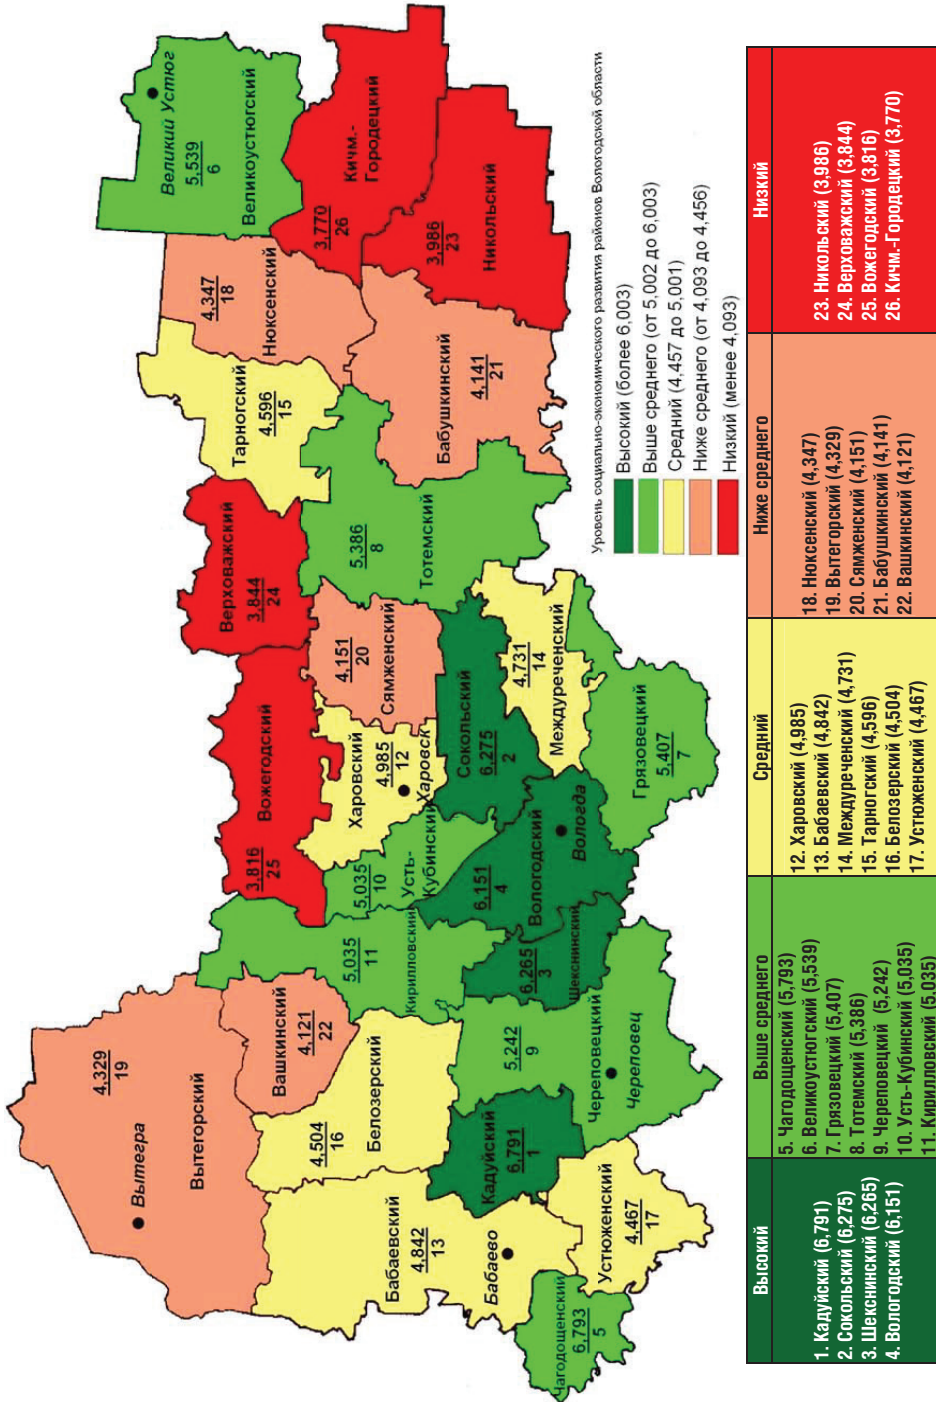 Вытегра
4,329
19
Вытегорский
Вашкинский
4,121
22
4,504
16
Белозерский
Бабаевский
4,842
13
Бабаево
Чагодощенский
6,793
5
Устюженский
4,467
17
Кадуйский
6,791
1
5,242
9
Череповецкий
Череповец
5,035
11
Кирилловский
6,265
3
Шекснинский
6,151
4
Вологодский
Вологда
5,035
10
Усть-
Кубинский
3,816
25
Вожегодский
Харовский
4,985
12
Харовск
Сокольский
6,275
2
4,731
14
Междуреченский
Грязовецкий
5,407
7
4,151
20
Сямженский
Верховажский
3,844
24
5,386
8
Тотемский
Тарногский
4,596
15
4,347
18
Нюксенский
Бабушкинский
4,141
21
Великий Устюг
5,539
6
Великоустюгский
Кичм.-
Городецкий
3,770
26
3,986
23
Никольский
Уровень социально-экономического развития районов Вологодской области
Высокий (более 6,003)
Выше среднего (от 5,002 до 6,003)
Средний (4,457 до 5,001)
Ниже среднего (от 4,093 до 4,456)
Низкий (менее 4,093)
Высокий
1. Кадуйский (6,791)
2. Сокольский (6,275)
3. Шекснинский (6,265)
4. Вологодский (6,151)
Выше среднего
5. Чагодощенский (5,793)
6. Великоустюгский (5,539)
7. Грязовецкий (5,407)
8. Тотемский (5,386)
9. Череповецкий (5,242)
10. Усть-Кубинский (5,035)
11. Кирилловский (5,035)
Средний
12. Харовский (4,985)
13. Бабаевский (4,842)
14. Междуреченский (4,731)
15. Тарногский (4,596)
16. Белозерский (4,504)
17. Устюженский (4,467)
Ниже среднего
18. Нюксенский (4,347)
19. Вытегорский (4,329)
20. Сямженский (4,151)
21. Бабушкинский (4,141)
22. Вашкинский (4,121)
Низкий
23. Никольский (3,986)
24. Верховажский (3,844)
25. Вожегодский (3,816)
26. Кичм.-Городецкий (3,770)